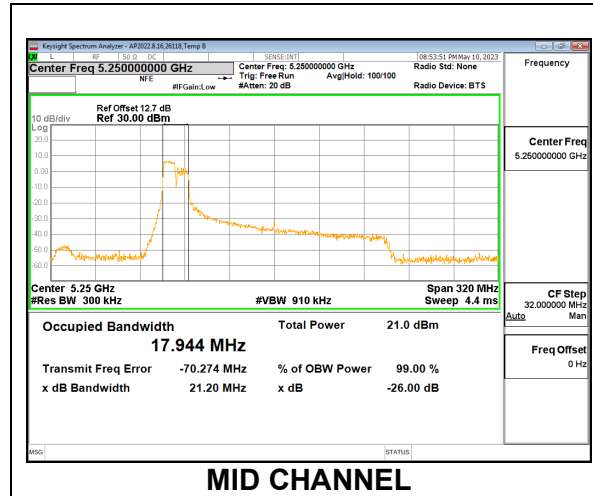 Keysight Spectrum Analyzer - AP2022.8.16,26118,Temp B
L RF 50 Ω DC SENSE:INT 08:53:51 PM May 10, 2023
Center Freq 5.250000000 GHz
NFE
#IFGain:Low
Center Freq: 5.250000000 GHz
Trig: Free Run Avg|Hold: 100/100
#Atten: 20 dB
Radio Std: None
Radio Device: BTS
Frequency
Ref Offset 12.7 dB
10 dB/div Ref 30.00 dBm
Log
20.0
10.0
0.00
-10.0
-20.0
-30.0
-40.0
-50.0
-60.0
Center 5.25 GHz Span 320 MHz
#Res BW 300 kHz #VBW 910 kHz Sweep 4.4 ms
Center Freq
5.250000000 GHz
CF Step
32.000000 MHz
Auto Man
Freq Offset
0 Hz
Occupied Bandwidth Total Power 21.0 dBm
17.944 MHz
Transmit Freq Error -70.274 MHz % of OBW Power 99.00 %
x dB Bandwidth 21.20 MHz x dB -26.00 dB
MSG STATUS
MID CHANNEL